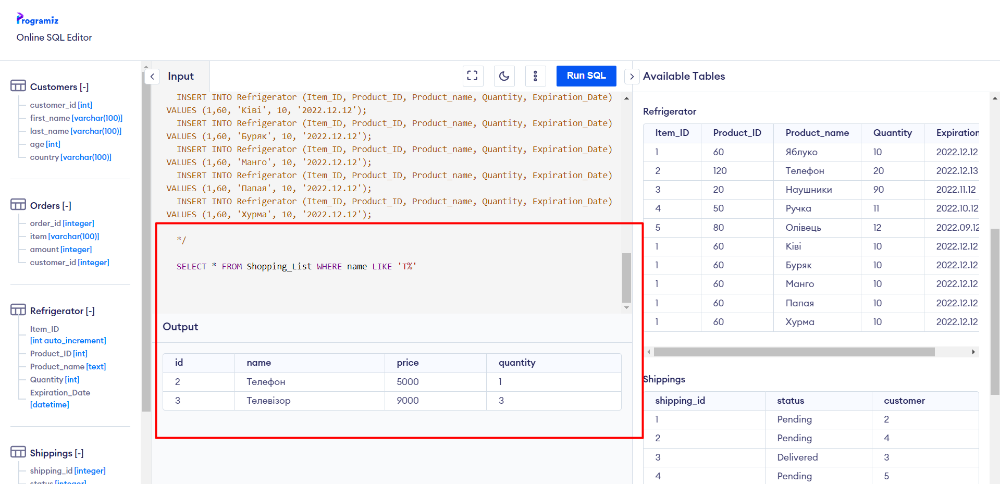 Programiz
Online SQL Editor
Customers [-]
customer_id [int]
first_name [varchar(100)]
last_name [varchar(100)]
age [int]
country [varchar(100)]
Orders [-]
order_id [integer]
item [varchar(100)]
amount [integer]
customer_id [integer]
Refrigerator [-]
Item_ID
[int auto_increment]
Product_ID [int]
Product_name [text]
Quantity [int]
Expiration_Date
[datetime]
Shippings [-]
shipping_id [integer]
status [integer]
Input
Run SQL
INSERT INTO Refrigerator (Item_ID, Product_ID, Product_name, Quantity, Expiration_Date)
VALUES (1,60, 'Ківі', 10, '2022.12.12');
INSERT INTO Refrigerator (Item_ID, Product_ID, Product_name, Quantity, Expiration_Date)
VALUES (1,60, 'Буряк', 10, '2022.12.12');
INSERT INTO Refrigerator (Item_ID, Product_ID, Product_name, Quantity, Expiration_Date)
VALUES (1,60, 'Манго', 10, '2022.12.12');
INSERT INTO Refrigerator (Item_ID, Product_ID, Product_name, Quantity, Expiration_Date)
VALUES (1,60, 'Папая', 10, '2022.12.12');
INSERT INTO Refrigerator (Item_ID, Product_ID, Product_name, Quantity, Expiration_Date)
VALUES (1,60, 'Хурма', 10, '2022.12.12');
*/
SELECT * FROM Shopping_List WHERE name LIKE 'Т%'
Output
id name price quantity
2 Телефон 5000 1
3 Телевізор 9000 3
Available Tables
Refrigerator
Item_ID Product_ID Product_name Quantity Expiration
1 60 Яблуко 10 2022.12.12
2 120 Телефон 20 2022.12.13
3 20 Наушники 90 2022.11.12
4 50 Ручка 11 2022.10.12
5 80 Олівець 12 2022.09.12
1 60 Ківі 10 2022.12.12
1 60 Буряк 10 2022.12.12
1 60 Манго 10 2022.12.12
1 60 Папая 10 2022.12.12
1 60 Хурма 10 2022.12.12
Shippings
shipping_id status customer
1 Pending 2
2 Pending 4
3 Delivered 3
4 Pending 5